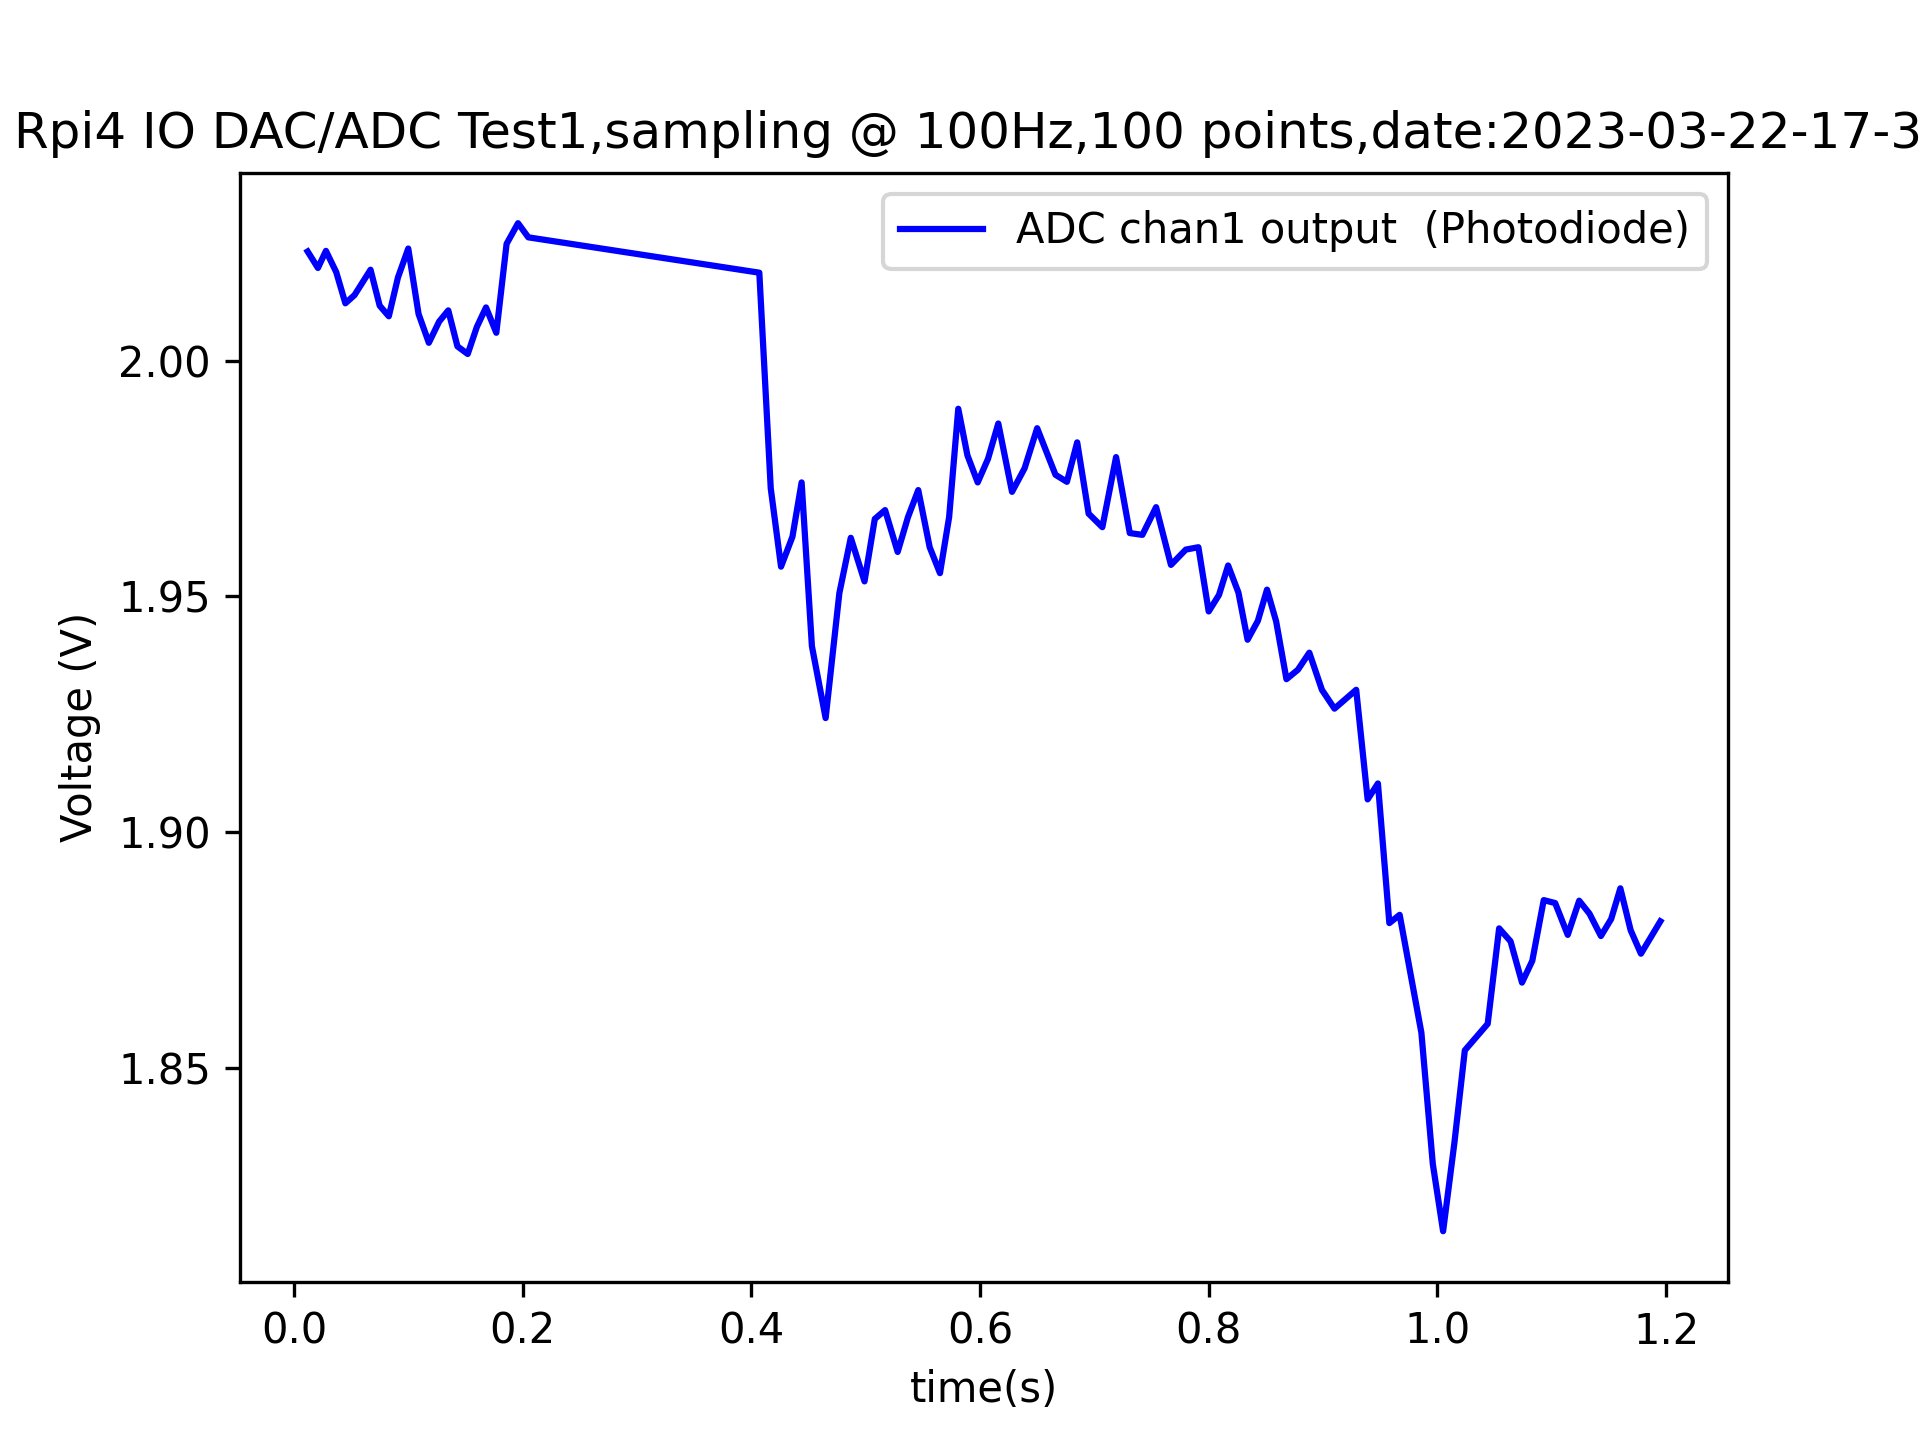 Rpi4 IO DAC/ADC Test1,sampling @ 100Hz,100 points,date:2023-03-22-17-3
ADC chan1 output  (Photodiode)
Voltage (V)
2.00
1.95
1.90
1.85
0.0 0.2 0.4 0.6 0.8 1.0 1.2
time(s)